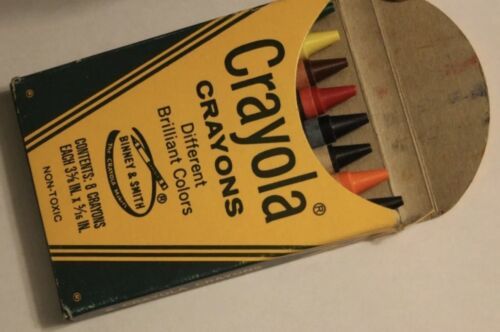 Crayola®
CRAYONS
Different
Brilliant Colors
BINNEY & SMITH
®
CONTENTS: 8 CRAYONS
EACH 3⅝ IN. X 5/16 IN.
NON-TOXIC
®
®